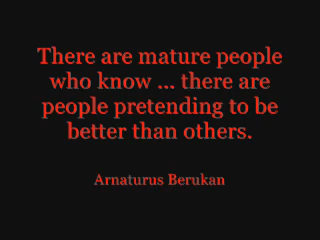 There are mature people
who know ... there are
people pretending to be
better than others.
Arnaturus Berukan